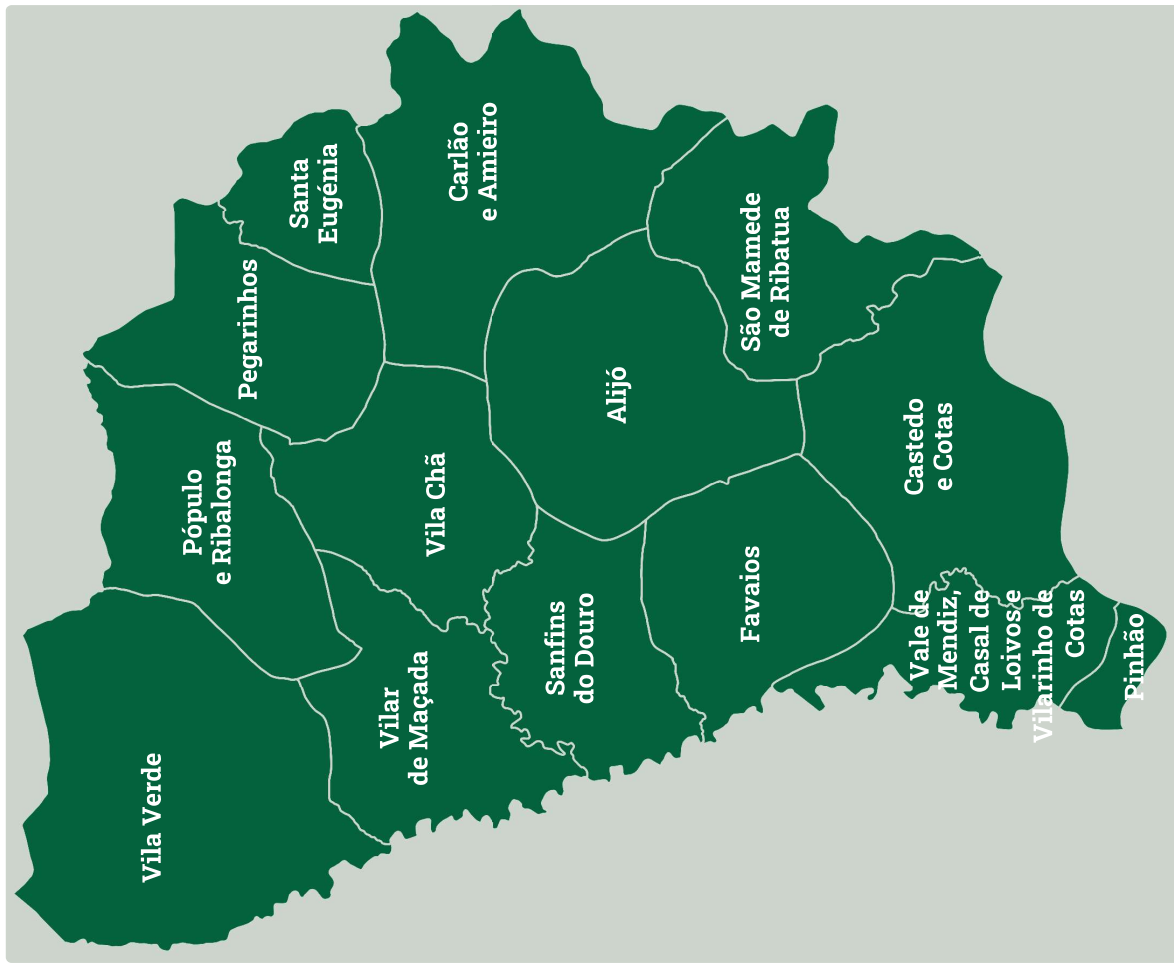 Vila Verde
Pópulo
e Ribalonga
Pegarinhos
Santa
Eugénia
Vilar
de Maçada
Vila Chã
Carlão
e Amieiro
Sanfins
do Douro
Alijó
Favaios
São Mamede
de Ribatua
Vale de
Mendiz,
Casal de
Loivos e
Vilarinho de
Cotas
Castedo
e Cotas
Pinhão